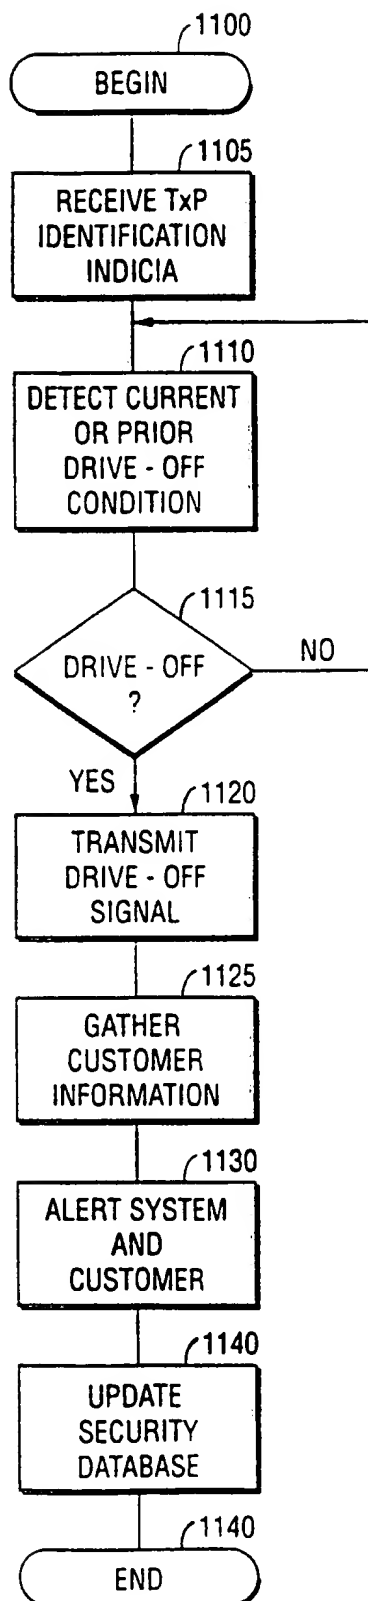 1100
BEGIN
1105
RECEIVE TxP
IDENTIFICATION
INDICIA
1110
DETECT CURRENT
OR PRIOR
DRIVE - OFF
CONDITION
1115
DRIVE - OFF
?
NO
YES
1120
TRANSMIT
DRIVE - OFF
SIGNAL
1125
GATHER
CUSTOMER
INFORMATION
1130
ALERT SYSTEM
AND
CUSTOMER
1140
UPDATE
SECURITY
DATABASE
1140
END